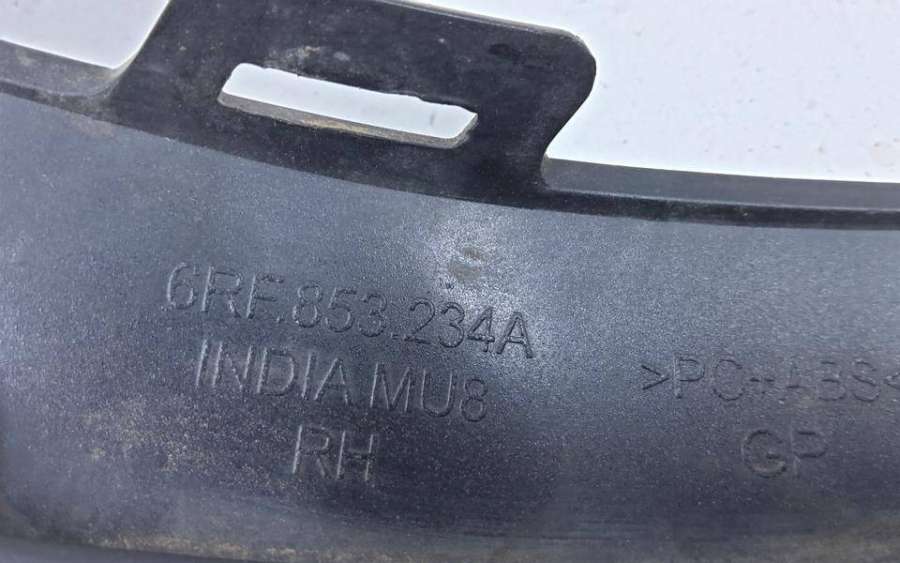 6RF.853.234A
INDIA MU8
RH
>PC+ABS<
GP